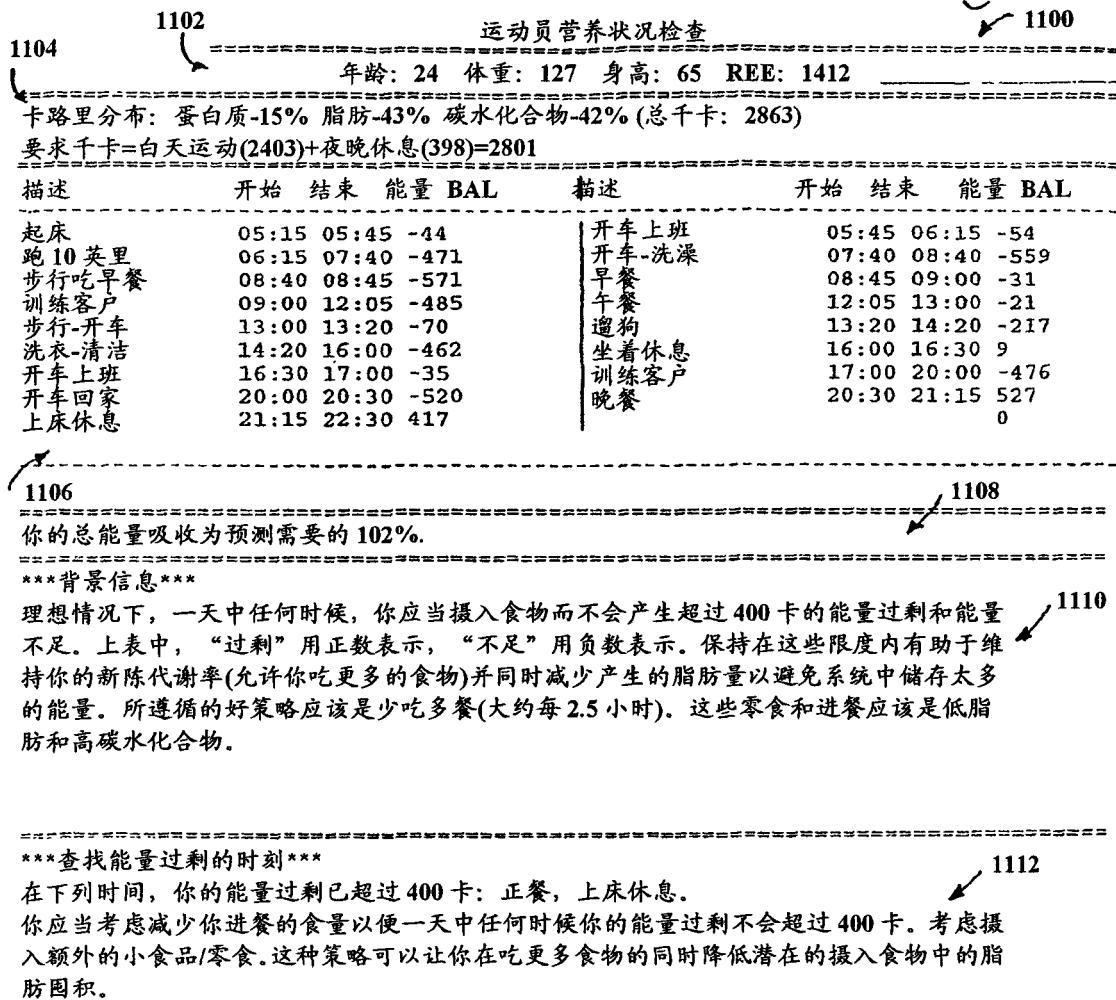 1102
运动员营养状况检查
1100
1104
年龄：24 体重：127 身高：65 REE：1412
卡路里分布：蛋白质-15% 脂肪-43% 碳水化合物-42% (总千卡：2863)
要求千卡=白天运动(2403)+夜晚休息(398)=2801
描述 开始 结束 能量 BAL 描述 开始 结束 能量 BAL
起床 05:15 05:45 -44 开车上班 05:45 06:15 -54
跑 10 英里 06:15 07:40 -471 开车-洗澡 07:40 08:40 -559
步行吃早餐 08:40 08:45 -571 早餐 08:45 09:00 -31
训练客户 09:00 12:05 -485 午餐 12:05 13:00 -21
步行-开车 13:00 13:20 -70 遛狗 13:20 14:20 -217
洗衣-清洁 14:20 16:00 -462 坐着休息 16:00 16:30 9
开车上班 16:30 17:00 -35 训练客户 17:00 20:00 -476
开车回家 20:00 20:30 -520 晚餐 20:30 21:15 527
上床休息 21:15 22:30 417 0
1106
1108
你的总能量吸收为预测需要的 102%.
***背景信息***
理想情况下，一天中任何时候，你应当摄入食物而不会产生超过 400 卡的能量过剩和能量
1110
不足。上表中，“过剩”用正数表示，“不足”用负数表示。保持在这些限度内有助于维
持你的新陈代谢率(允许你吃更多的食物)并同时减少产生的脂肪量以避免系统中储存太多
的能量。所遵循的好策略应该是少吃多餐(大约每 2.5 小时)。这些零食和进餐应该是低脂
肪和高碳水化合物。
***查找能量过剩的时刻***
1112
在下列时间，你的能量过剩已超过 400 卡：正餐，上床休息。
你应当考虑减少你进餐的食量以便一天中任何时候你的能量过剩不会超过 400 卡。考虑摄
入额外的小食品/零食.这种策略可以让你在吃更多食物的同时降低潜在的摄入食物中的脂
肪囤积。